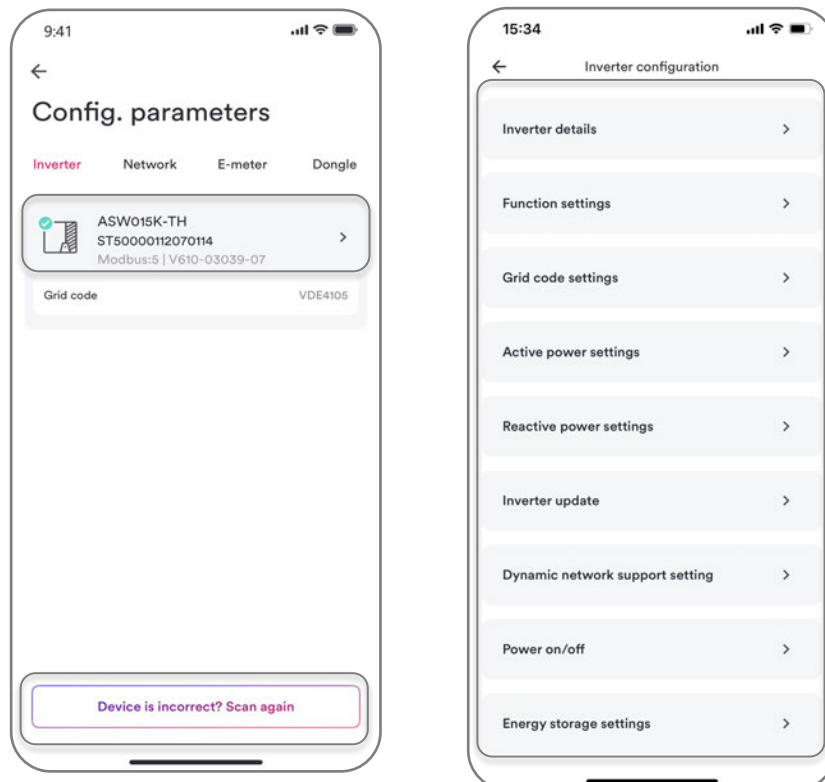 9:41
Config. parameters
Inverter Network E-meter Dongle
ASW015K-TH
ST50000112070114
Modbus:5 | V610-03039-07
Grid code VDE4105
Device is incorrect? Scan again
15:34
Inverter configuration
Inverter details
Function settings
Grid code settings
Active power settings
Reactive power settings
Inverter update
Dynamic network support setting
Power on/off
Energy storage settings